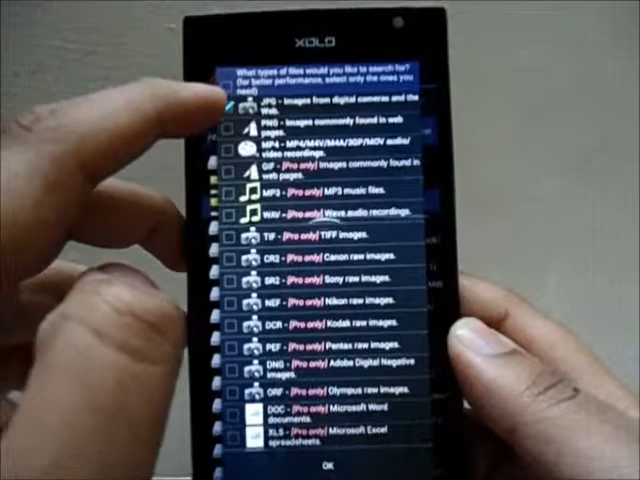 XOLO
What types of files would you like to search for?
(for better performance, select only the ones you
need)
JPG - Images from digital cameras and the
Web.
PNG - Images commonly found in web
pages.
MP4 - MP4/M4V/M4A/3GP/MOV audio/
video recordings.
GIF - [Pro only] Images commonly found in
web pages.
MP3 - [Pro only] MP3 music files.
WAV - [Pro only] Wave audio recordings.
TIF - [Pro only] TIFF images.
CR2 - [Pro only] Canon raw images.
SR2 - [Pro only] Sony raw images.
NEF - [Pro only] Nikon raw images.
DCR - [Pro only] Kodak raw images.
PEF - [Pro only] Pentax raw images.
DNG - [Pro only] Adobe Digital Negative
images.
ORF - [Pro only] Olympus raw images.
DOC - [Pro only] Microsoft Word
documents.
XLS - [Pro only] Microsoft Excel
spreadsheets.
OK